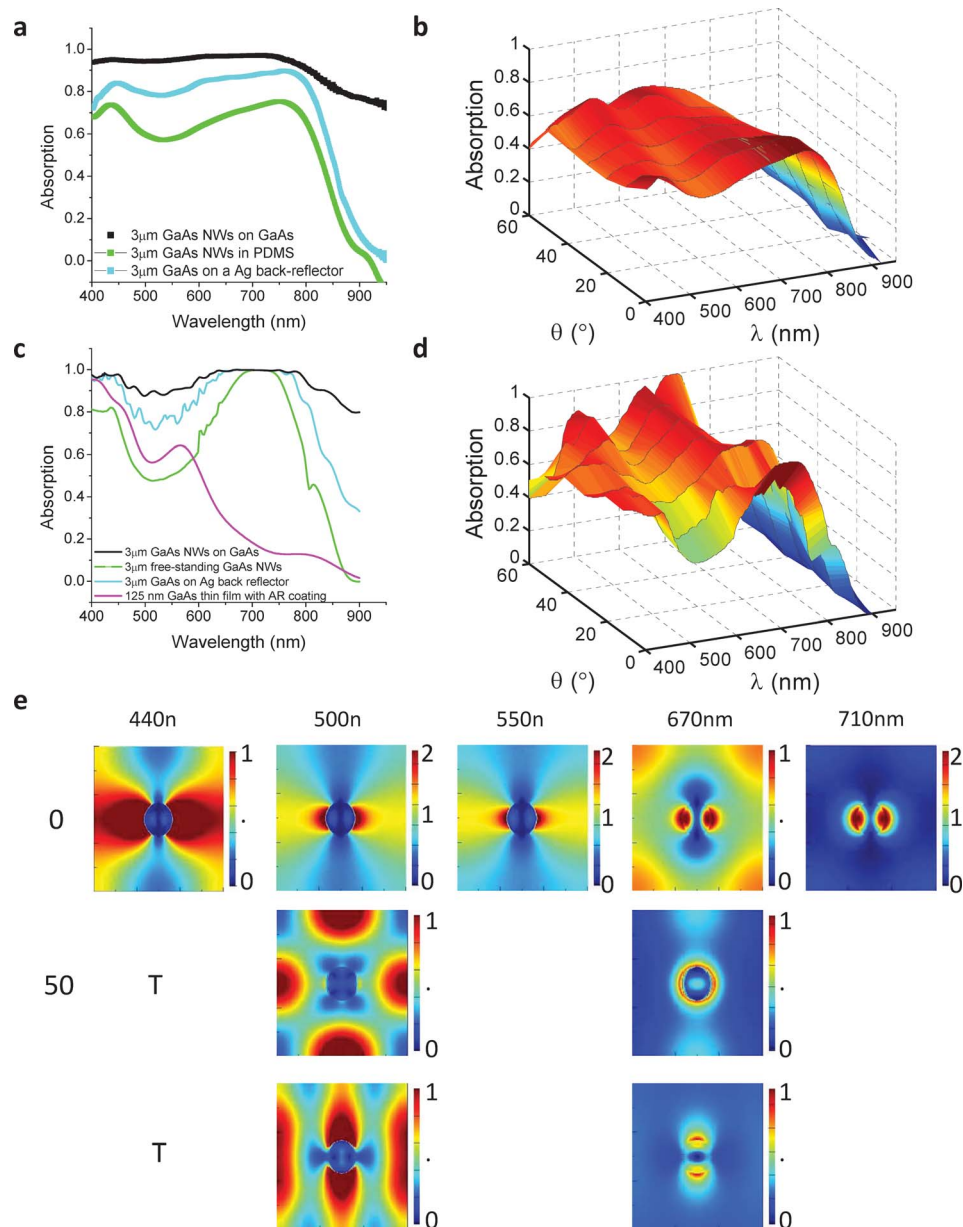 a
1.0
0.8
0.6
0.4
0.2
0.0
Absorption
3μm GaAs NWs on GaAs
3μm GaAs NWs in PDMS
3μm GaAs on a Ag back-reflector
400 500 600 700 800 900
Wavelength (nm)
b
1
0.8
0.6
0.4
0.2
0
Absorption
60
40
20
0
θ (°)
400 500 600 700 800 900
λ (nm)
c
1.0
0.8
0.6
0.4
0.2
0.0
Absorption
3μm GaAs NWs on GaAs
3μm free-standing GaAs NWs
3μm GaAs on Ag back reflector
125 nm GaAs thin film with AR coating
400 500 600 700 800 900
Wavelength (nm)
d
1
0.8
0.6
0.4
0.2
0
Absorption
60
40
20
0
θ (°)
400 500 600 700 800 900
λ (nm)
e
440n 500n 550n 670nm 710nm
0
1
.
0
2
1
0
2
1
0
1
.
0
2
1
0
50 T
1
.
0
1
.
0
T
1
.
0
1
.
0